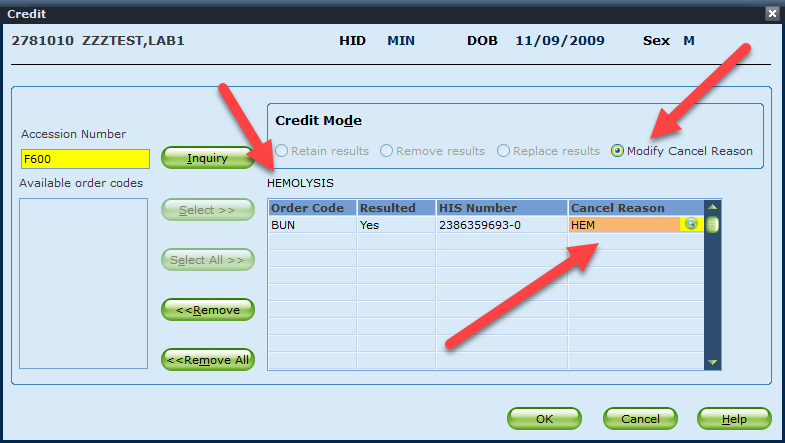 Credit
2781010 ZZZTEST,LAB1 HID MIN DOB 11/09/2009 Sex M
Credit Mode
Accession Number
F600 Inquiry
Retain results Remove results Replace results Modify Cancel Reason
Available order codes
HEMOLYSIS
Select >>
Order Code Resulted HIS Number Cancel Reason
BUN Yes 2386359693-0 HEM
Select All >>
<<Remove
<<Remove All
OK Cancel Help